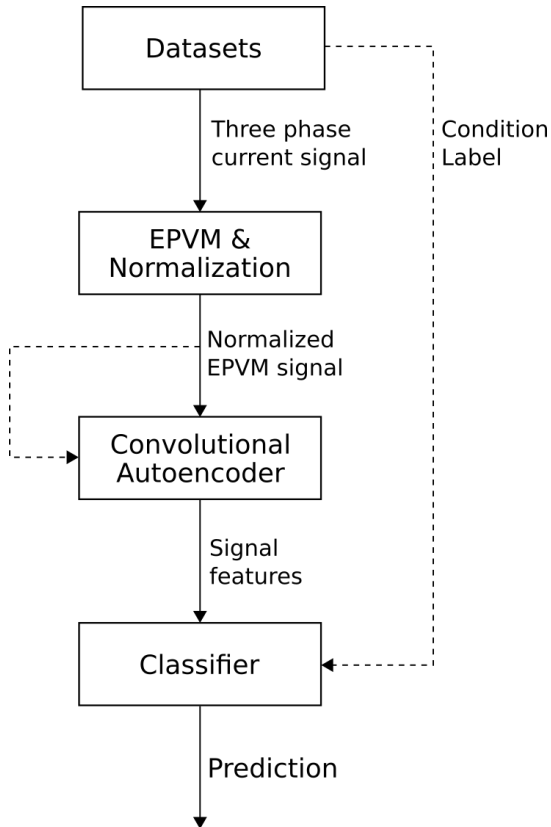 Datasets
Three phase
current signal
Condition
Label
EPVM &
Normalization
Normalized
EPVM signal
Convolutional
Autoencoder
Signal
features
Classifier
Prediction